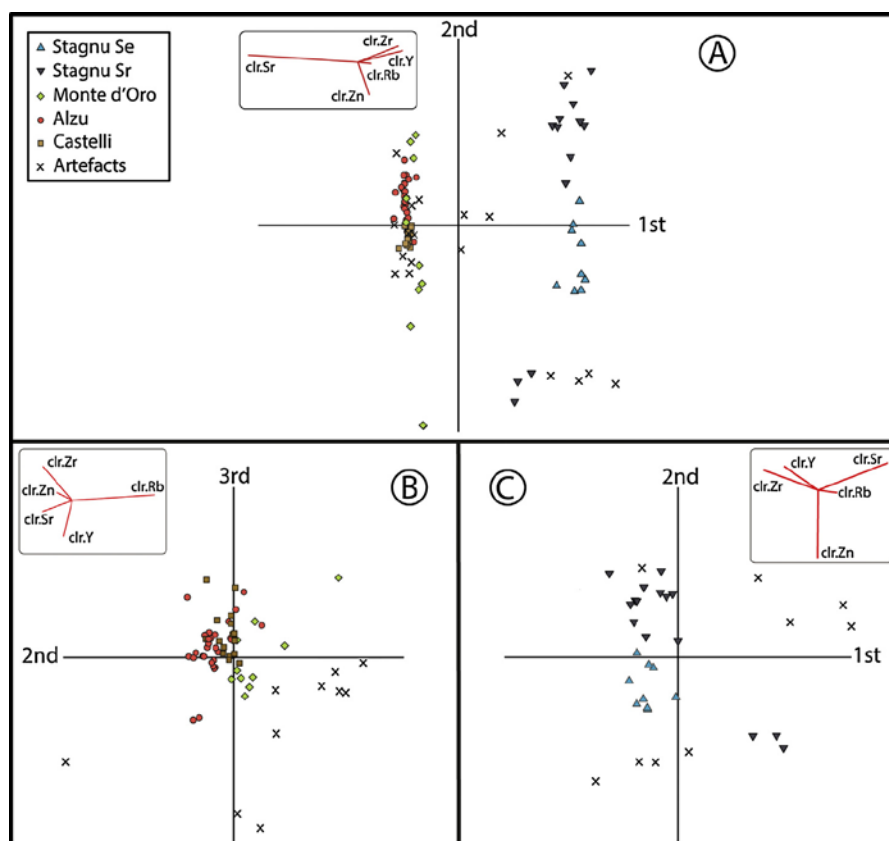 Stagnu Se
Stagnu Sr
Monte d'Oro
Alzu
Castelli
Artefacts
clr.Sr
clr.Zr
clr.Y
clr.Rb
clr.Zn
2nd
A
1st
clr.Zr
clr.Zn
clr.Rb
clr.Sr
clr.Y
3rd
B
2nd
C
2nd
clr.Y
clr.Sr
clr.Zr
clr.Rb
clr.Zn
1st